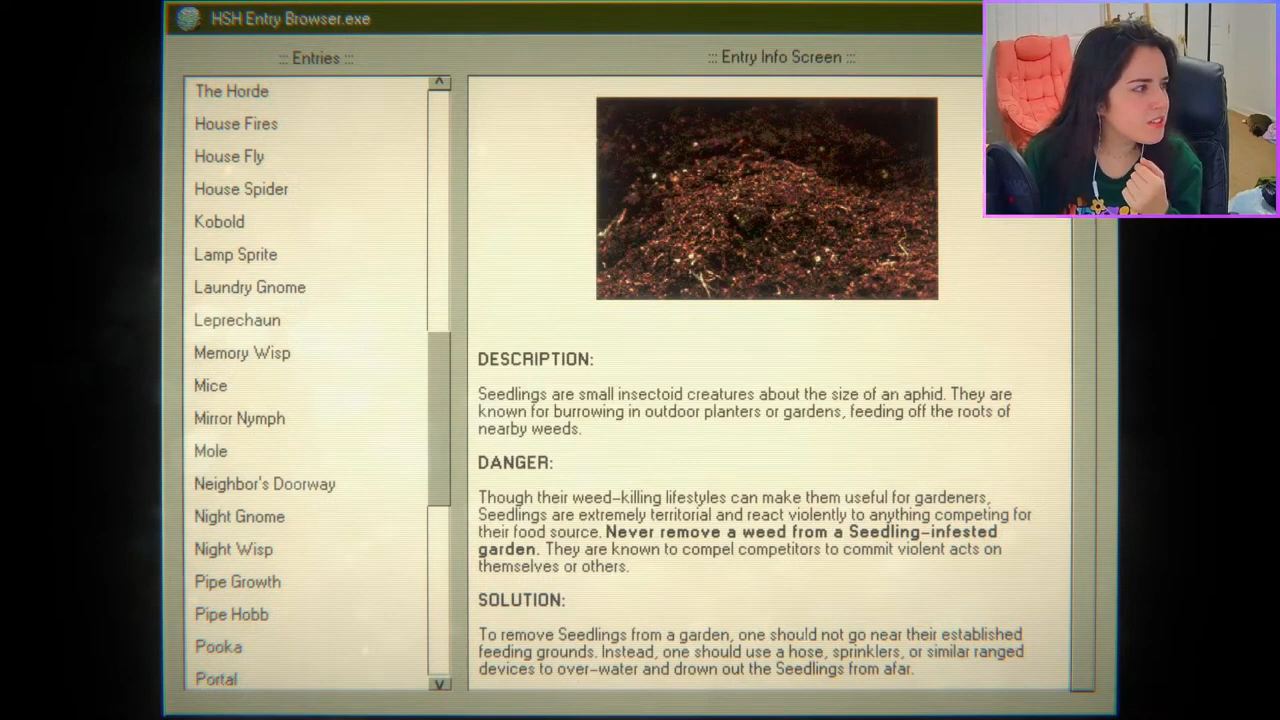 HSH Entry Browser.exe
::: Entries :::
::: Entry Info Screen :::
The Horde
House Fires
House Fly
House Spider
Kobold
Lamp Sprite
Laundry Gnome
Leprechaun
Memory Wisp
Mice
Mirror Nymph
Mole
Neighbor's Doorway
Night Gnome
Night Wisp
Pipe Growth
Pipe Hobb
Pooka
Portal
DESCRIPTION:
Seedlings are small insectoid creatures about the size of an aphid. They are
known for burrowing in outdoor planters or gardens, feeding off the roots of
nearby weeds.
DANGER:
Though their weed-killing lifestyles can make them useful for gardeners,
Seedlings are extremely territorial and react violently to anything competing for
their food source. Never remove a weed from a Seedling-infested
garden. They are known to compel competitors to commit violent acts on
themselves or others.
SOLUTION:
To remove Seedlings from a garden, one should not go near their established
feeding grounds. Instead, one should use a hose, sprinklers, or similar ranged
devices to over-water and drown out the Seedlings from afar.